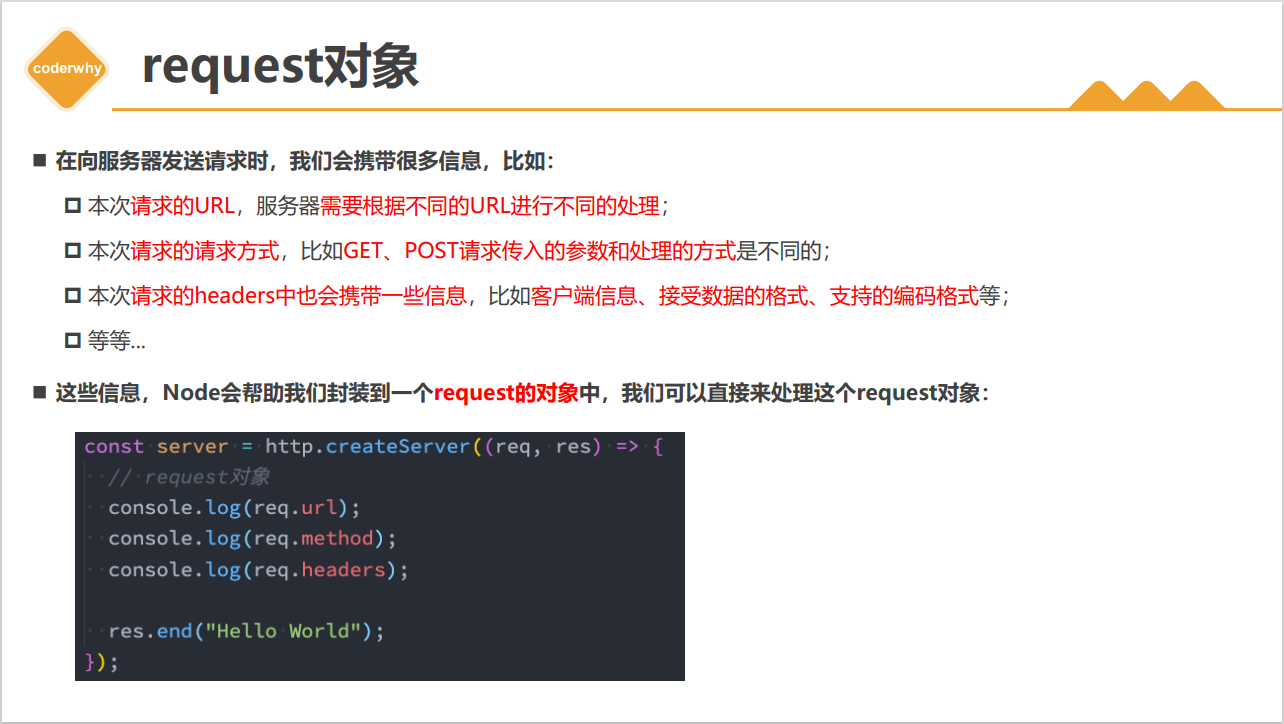 coderwhy
request对象
在向服务器发送请求时，我们会携带很多信息，比如：
本次请求的URL，服务器需要根据不同的URL进行不同的处理；
本次请求的请求方式，比如GET、POST请求传入的参数和处理的方式是不同的；
本次请求的headers中也会携带一些信息，比如客户端信息、接受数据的格式、支持的编码格式等；
等等...
这些信息，Node会帮助我们封装到一个request的对象中，我们可以直接来处理这个request对象：
const server = http.createServer((req, res) => {
  // request对象
  console.log(req.url);
  console.log(req.method);
  console.log(req.headers);

  res.end("Hello World");
});